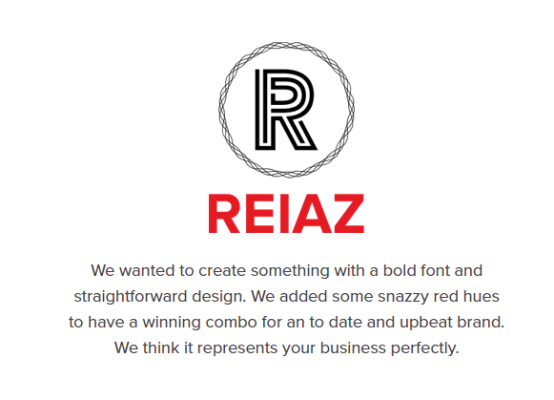 R
REIAZ
We wanted to create something with a bold font and
straightforward design. We added some snazzy red hues
to have a winning combo for an to date and upbeat brand.
We think it represents your business perfectly.